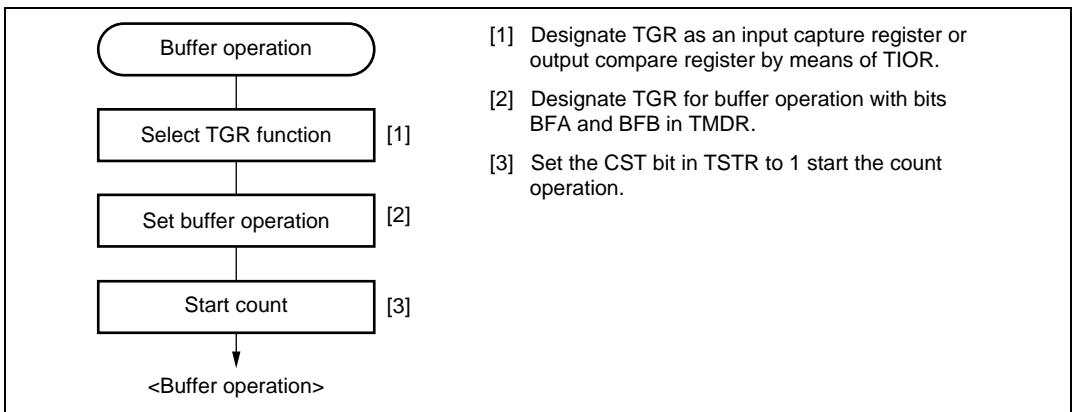 Buffer operation
Select TGR function
[1]
Set buffer operation
[2]
Start count
[3]
<Buffer operation>
[1] Designate TGR as an input capture register or
output compare register by means of TIOR.
[2] Designate TGR for buffer operation with bits
BFA and BFB in TMDR.
[3] Set the CST bit in TSTR to 1 start the count
operation.